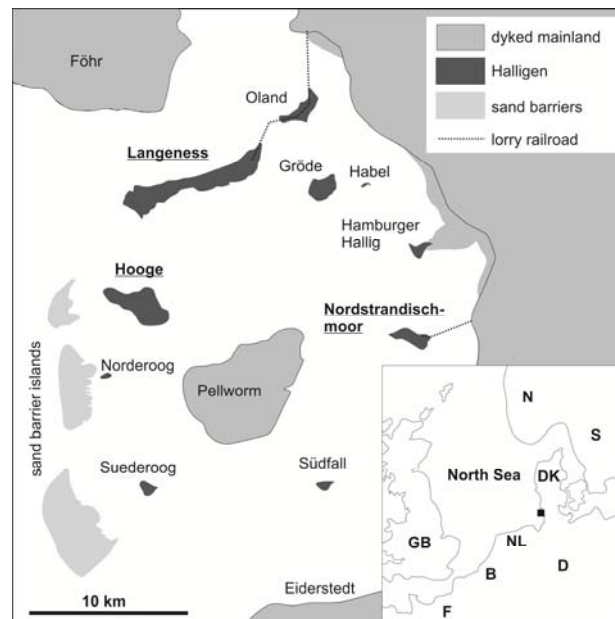 Föhr
dyked mainland
Halligen
sand barriers
lorry railroad
Oland
Langeness
Gröde
Habel
Hamburger
Hallig
Hooge
Nordstrandisch-
moor
sand barrier islands
Norderoog
Pellworm
Suederoog
Südfall
Eiderstedt
10 km
N
S
North Sea
DK
GB
NL
B
D
F